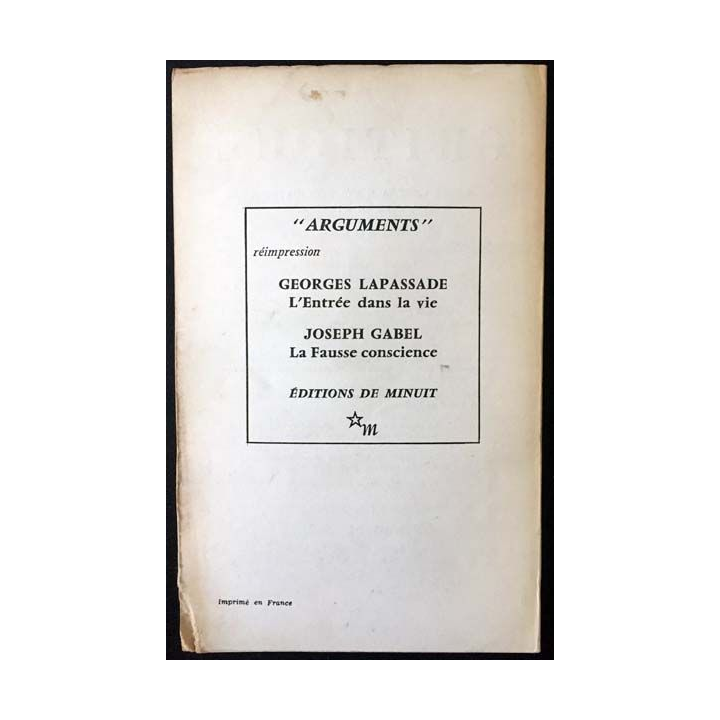 "ARGUMENTS"
réimpression
GEORGES LAPASSADE
L'Entrée dans la vie
JOSEPH GABEL
La Fausse conscience
ÉDITIONS DE MINUIT
m
Imprimé en France